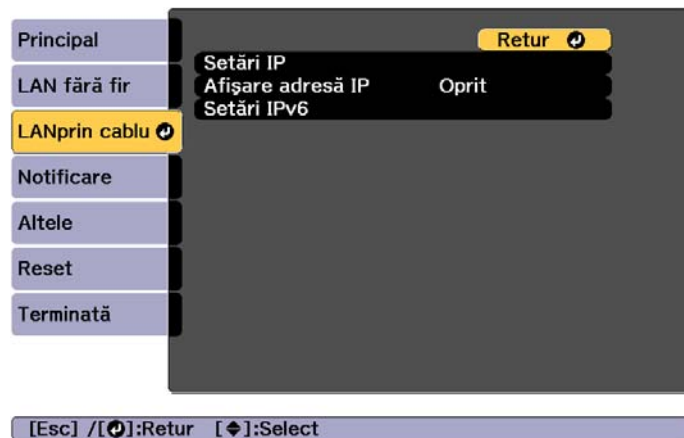 Principal
LAN fără fir
LANprin cablu
Notificare
Altele
Reset
Terminată
Retur
Setări IP
Afişare adresă IP Oprit
Setări IPv6
[Esc] /[ ]:Retur [ ]:Select